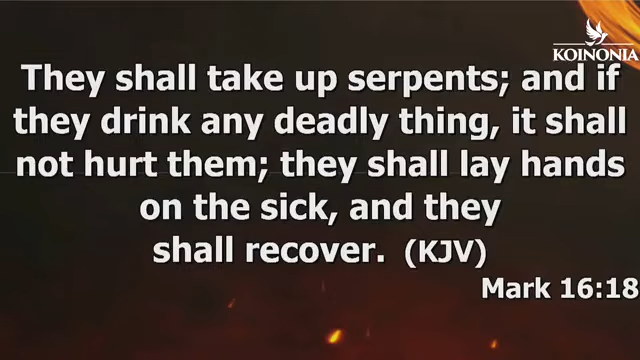 KOINONIA
They shall take up serpents; and if
they drink any deadly thing, it shall
not hurt them; they shall lay hands
on the sick, and they
shall recover. (KJV)
Mark 16:18